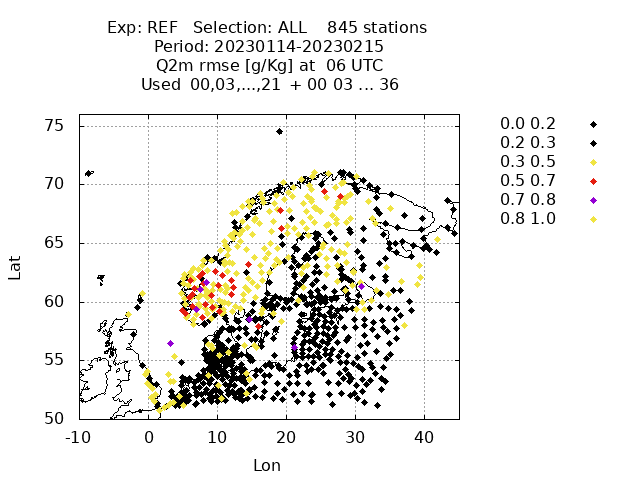 Exp: REF Selection: ALL 845 stations
Period: 20230114-20230215
Q2m rmse [g/Kg] at 06 UTC
Used 00,03,...,21 + 00 03 ... 36
75
70
65
60
55
50
Lat
-10 0 10 20 30 40
Lon
0.0 0.2
0.2 0.3
0.3 0.5
0.5 0.7
0.7 0.8
0.8 1.0